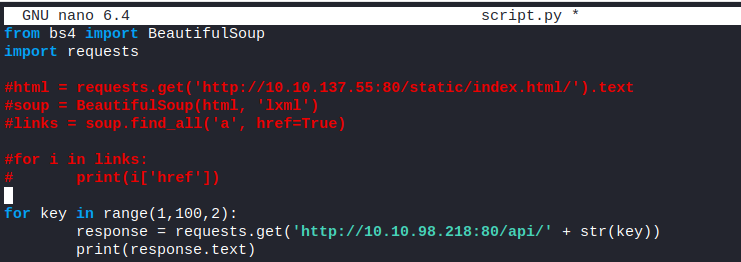 GNU nano 6.4 script.py *
from bs4 import BeautifulSoup
import requests
#html = requests.get('http://10.10.137.55:80/static/index.html/').text
#soup = BeautifulSoup(html, 'lxml')
#links = soup.find_all('a', href=True)
#for i in links:
#       print(i['href'])
for key in range(1,100,2):
        response = requests.get('http://10.10.98.218:80/api/' + str(key))
        print(response.text)